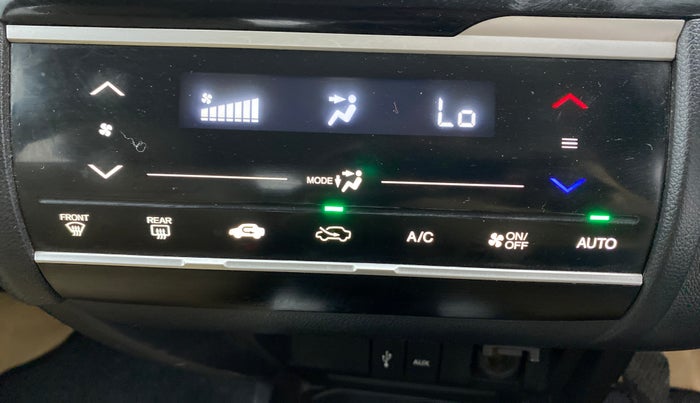 Lo
MODE
FRONT
REAR
A/C
ON/
OFF
AUTO
AUX